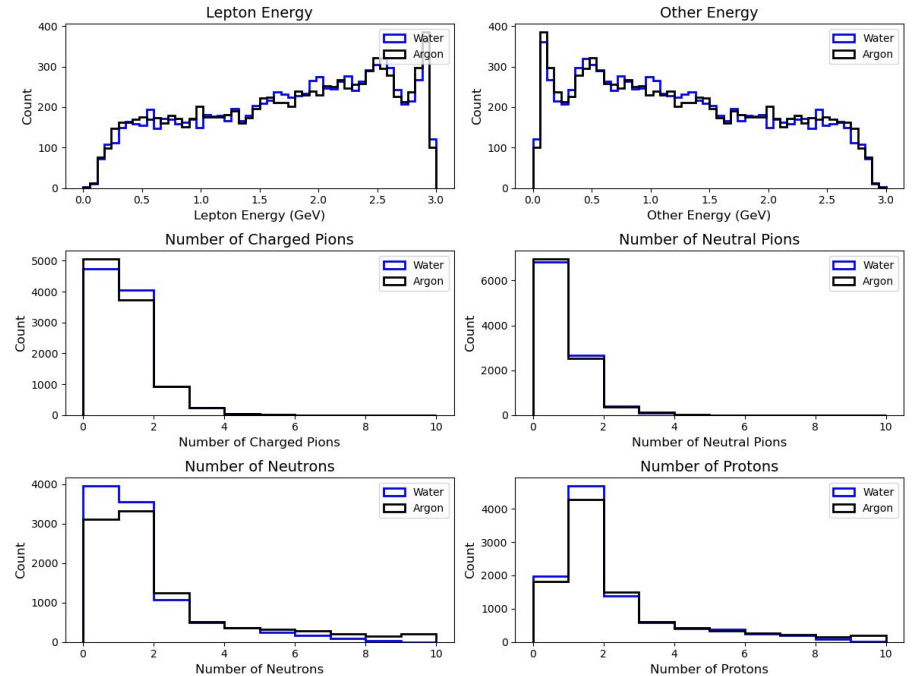 Lepton Energy
400
300
200
100
0
Count
Water
Argon
0.0 0.5 1.0 1.5 2.0 2.5 3.0
Lepton Energy (GeV)
Other Energy
400
300
200
100
0
Count
Water
Argon
0.0 0.5 1.0 1.5 2.0 2.5 3.0
Other Energy (GeV)
Number of Charged Pions
5000
4000
3000
2000
1000
0
Count
Water
Argon
0 2 4 6 8 10
Number of Charged Pions
Number of Neutral Pions
6000
4000
2000
0
Count
Water
Argon
0 2 4 6 8 10
Number of Neutral Pions
Number of Neutrons
4000
3000
2000
1000
0
Count
Water
Argon
0 2 4 6 8 10
Number of Neutrons
Number of Protons
4000
3000
2000
1000
0
Count
Water
Argon
0 2 4 6 8 10
Number of Protons